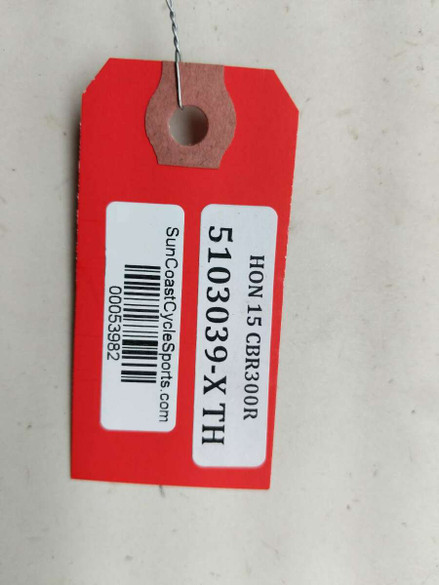 HON 15 CBR300R
5103039-X TH
SunCoastCycleSports.com
00053982